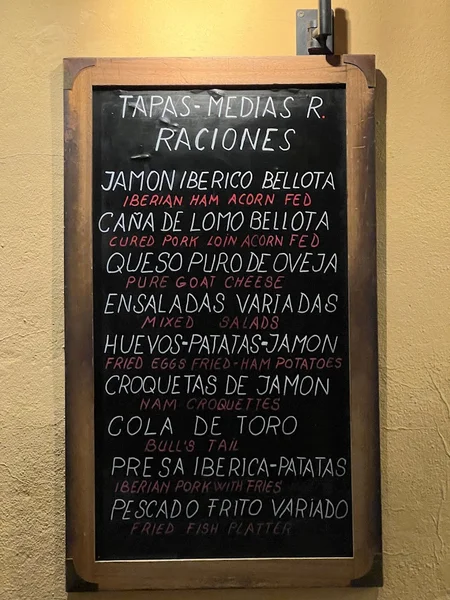 TAPAS-MEDIAS R.
RACIONES
JAMON IBERICO BELLOTA
IBERIAN HAM ACORN FED
CAÑA DE LOMO BELLOTA
CURED PORK LOIN ACORN FED
QUESO PURO DE OVEJA
PURE GOAT CHEESE
ENSALADAS VARIADAS
MIXED SALADS
HUEVOS-PATATAS-JAMON
FRIED EGGS FRIED-HAM POTATOES
CROQUETAS DE JAMON
NAM CROQUETTES
COLA DE TORO
BULL'S TAIL
PRESA IBERICA-PATATAS
IBERIAN PORK WITH FRIES
PESCADO FRITO VARIADO
FRIED FISH PLATTER